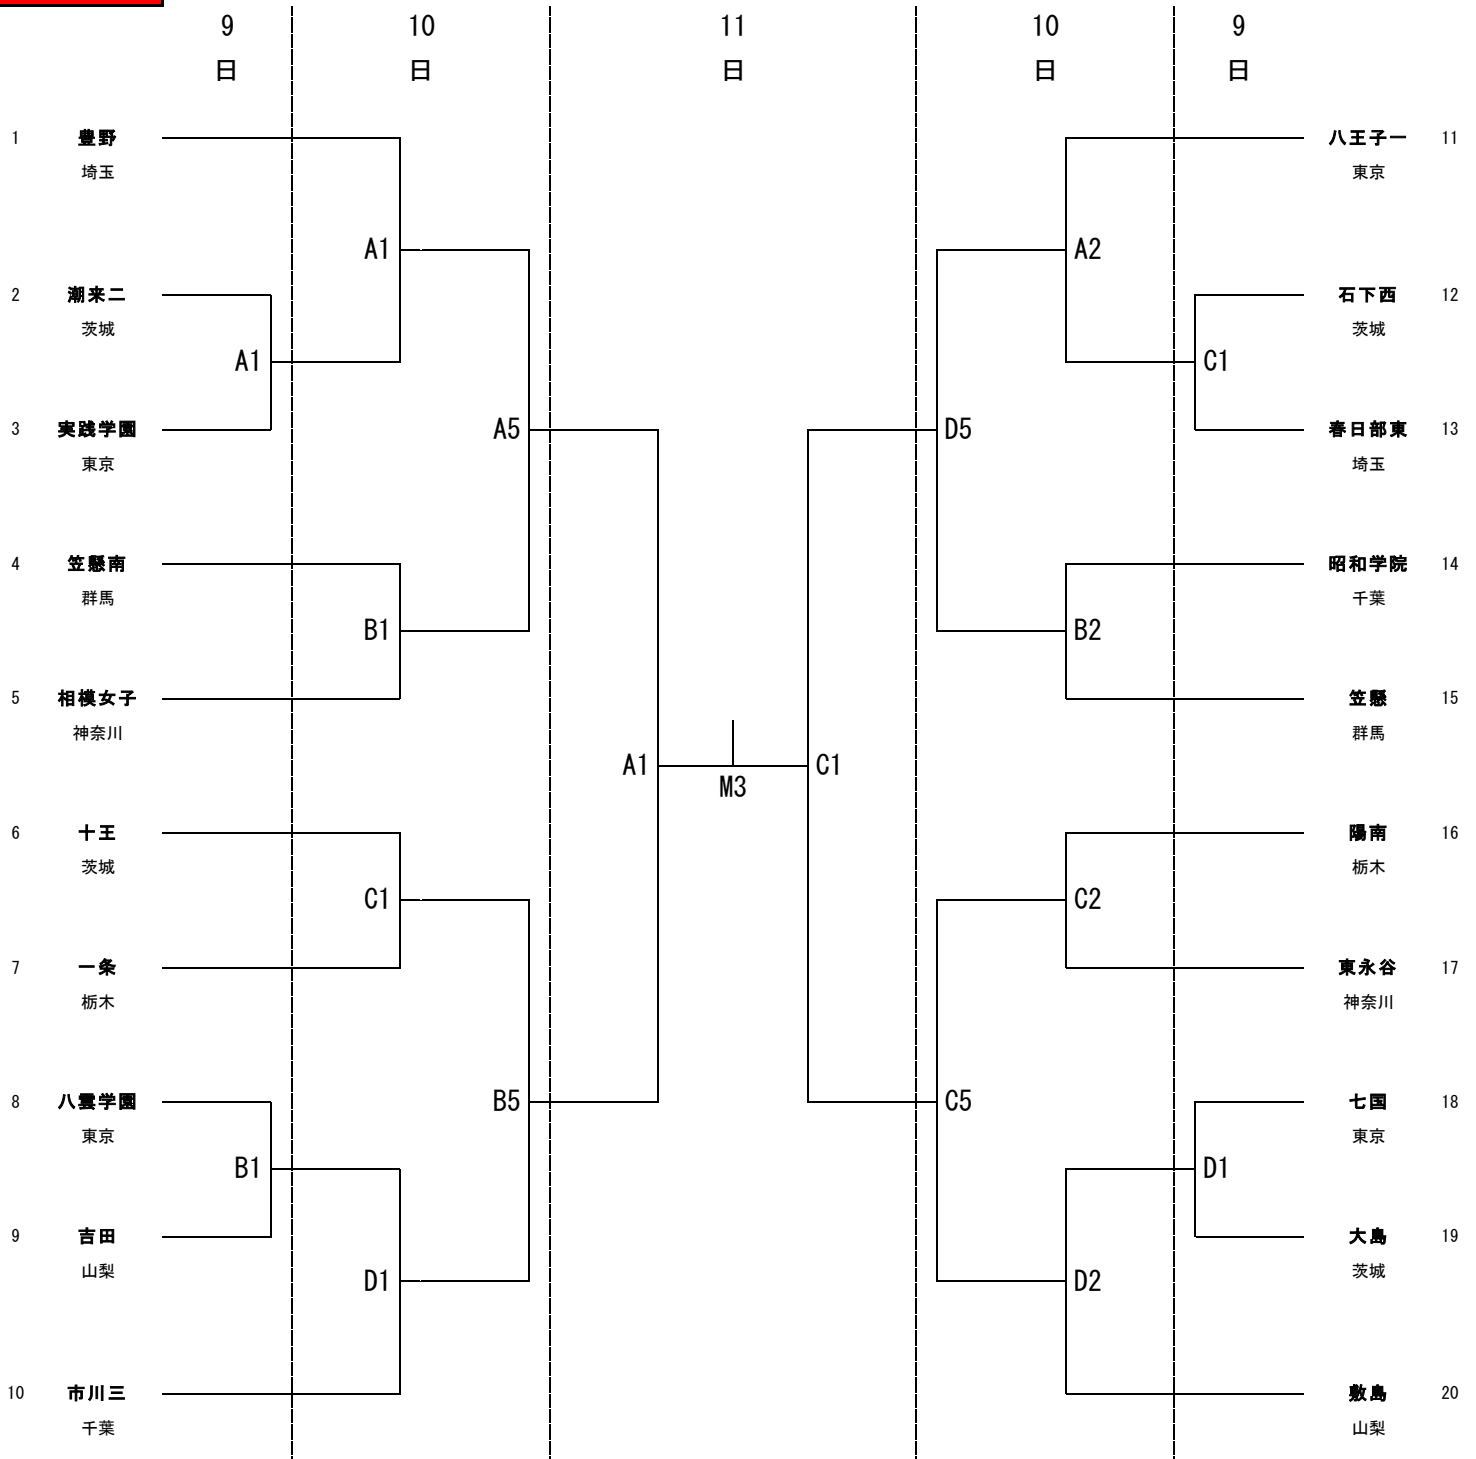 9 10 11 10 9
日 日 日 日 日
1 豊野 八王子一 11
埼玉 東京
A1 A2
2 潮来二 石下西 12
茨城 茨城
A1 C1
3 実践学園 A5 D5 春日部東 13
東京 埼玉
4 笠懸南 昭和学院 14
群馬 千葉
B1 B2
5 相模女子 笠懸 15
神奈川 群馬
A1 C1
M3
6 十王 陽南 16
茨城 栃木
C1 C2
7 一条 東永谷 17
栃木 神奈川
8 八雲学園 B5 C5 七国 18
東京 東京
B1 D1
9 吉田 大島 19
山梨 茨城
D1 D2
10 市川三 敷島 20
千葉 山梨